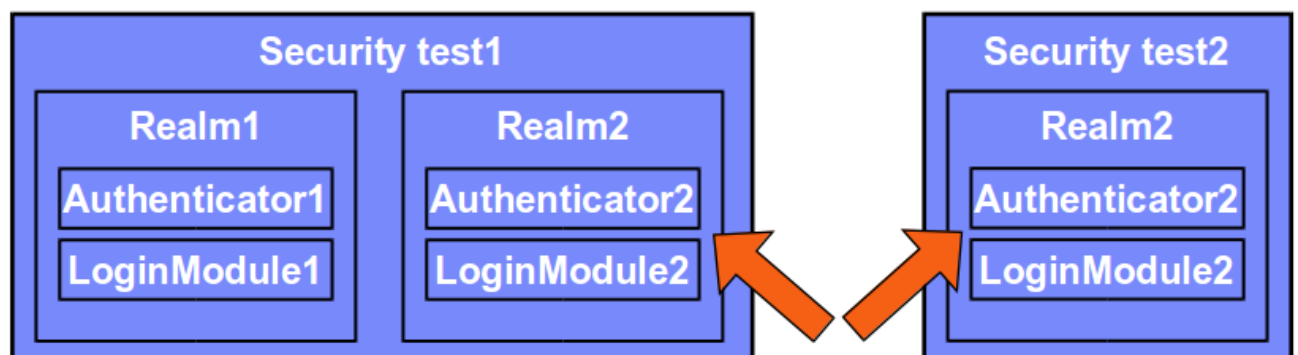 Security test1
Realm1
Authenticator1
LoginModule1
Realm2
Authenticator2
LoginModule2
Security test2
Realm2
Authenticator2
LoginModule2